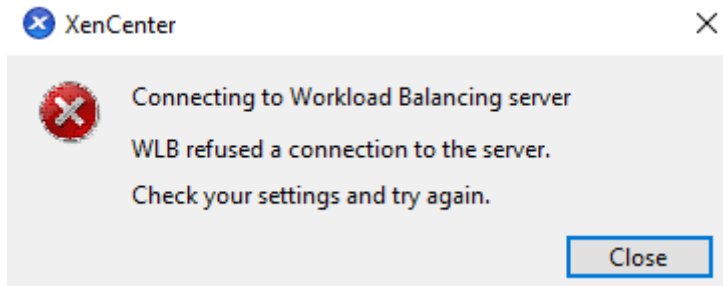 XenCenter
Connecting to Workload Balancing server
WLB refused a connection to the server.
Check your settings and try again.
Close